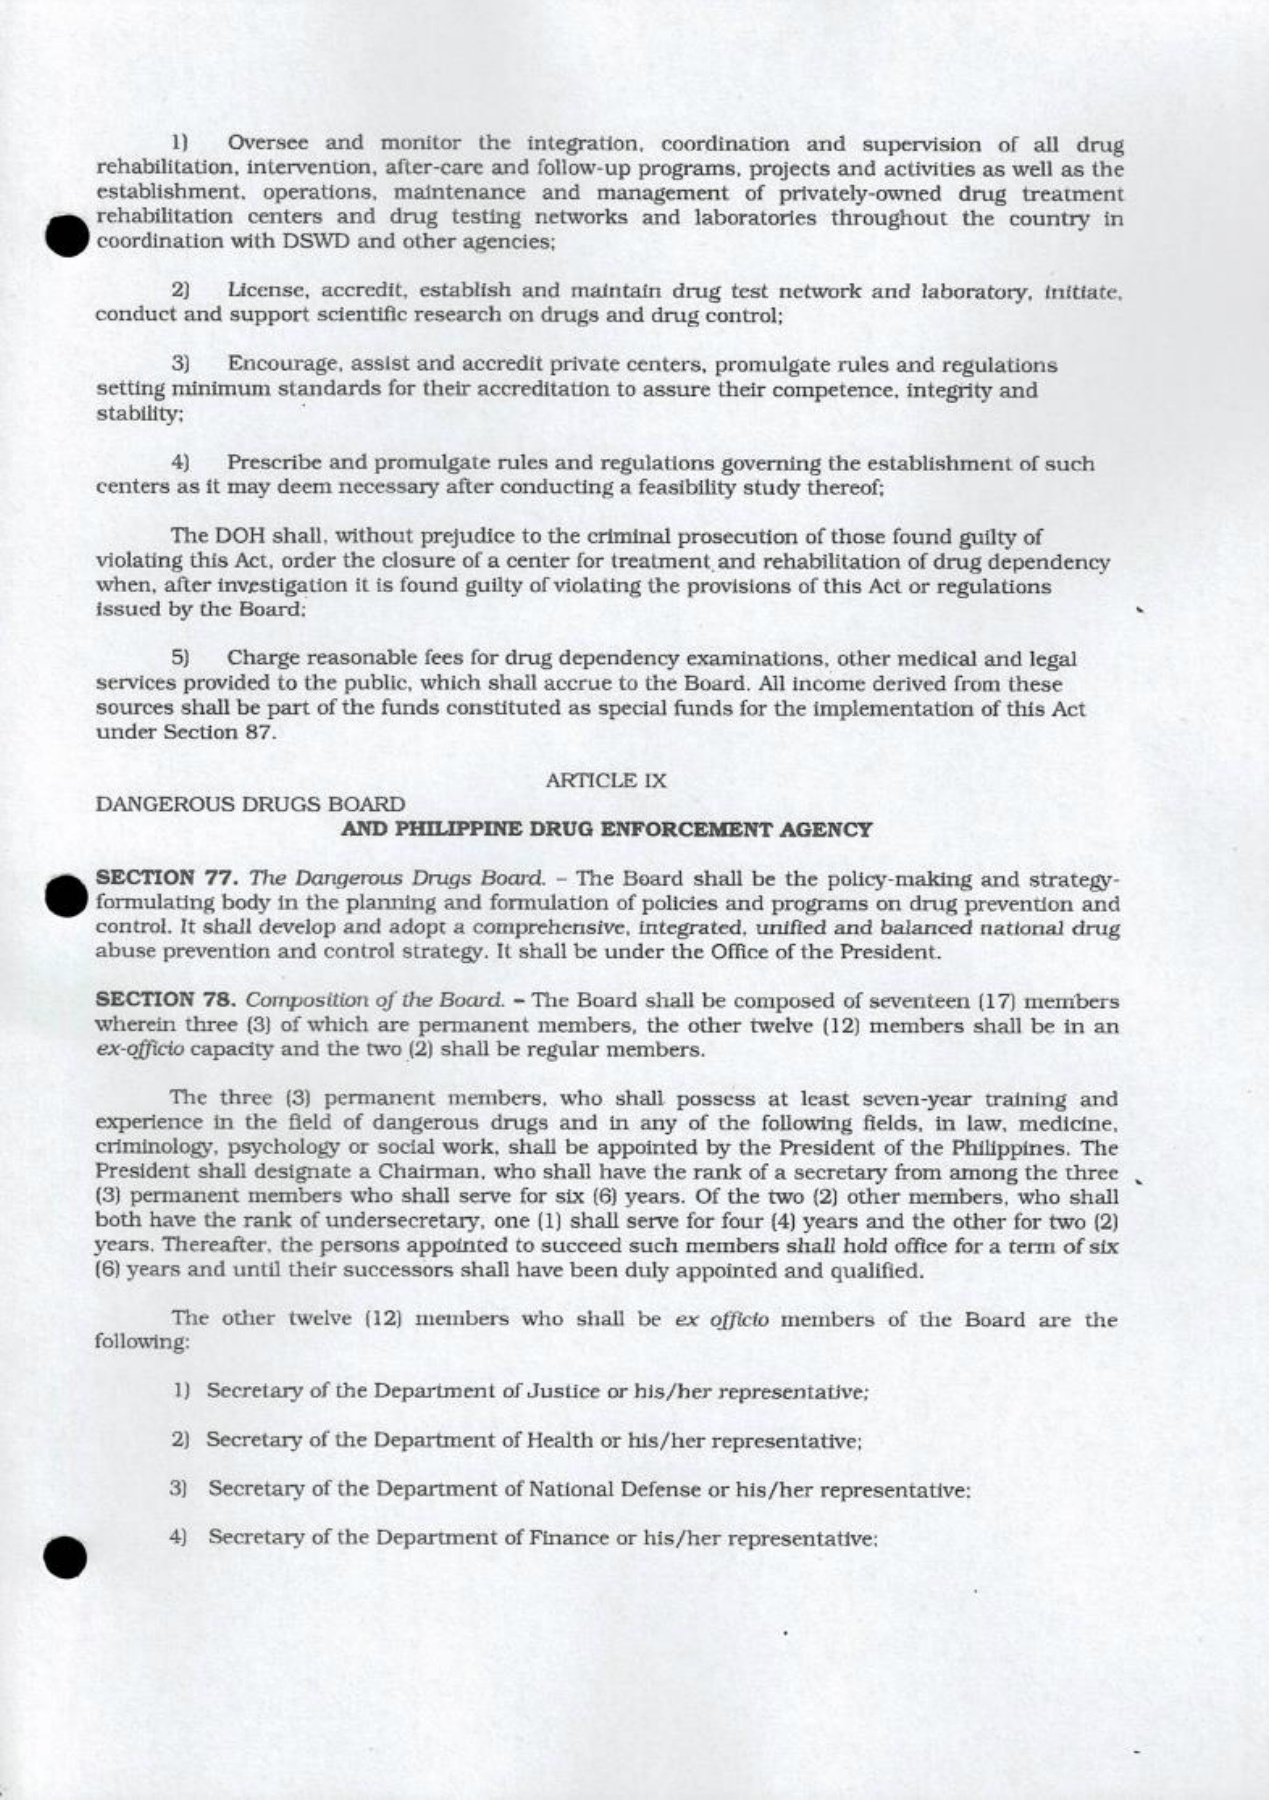 1) Oversee and monitor the integration, coordination and supervision of all drug
rehabilitation, intervention, after-care and follow-up programs, projects and activities as well as the
establishment, operations, maintenance and management of privately-owned drug treatment
rehabilitation centers and drug testing networks and laboratories throughout the country in
coordination with DSWD and other agencies;
2) License, accredit, establish and maintain drug test network and laboratory, initiate,
conduct and support scientific research on drugs and drug control;
3) Encourage, assist and accredit private centers, promulgate rules and regulations
setting minimum standards for their accreditation to assure their competence, integrity and
stability;
4) Prescribe and promulgate rules and regulations governing the establishment of such
centers as it may deem necessary after conducting a feasibility study thereof;
The DOH shall, without prejudice to the criminal prosecution of those found guilty of
violating this Act, order the closure of a center for treatment and rehabilitation of drug dependency
when, after investigation it is found guilty of violating the provisions of this Act or regulations
issued by the Board;
5) Charge reasonable fees for drug dependency examinations, other medical and legal
services provided to the public, which shall accrue to the Board. All income derived from these
sources shall be part of the funds constituted as special funds for the implementation of this Act
under Section 87.
ARTICLE IX
DANGEROUS DRUGS BOARD
AND PHILIPPINE DRUG ENFORCEMENT AGENCY
SECTION 77. The Dangerous Drugs Board. – The Board shall be the policy-making and strategy-
formulating body in the planning and formulation of policies and programs on drug prevention and
control. It shall develop and adopt a comprehensive, integrated, unified and balanced national drug
abuse prevention and control strategy. It shall be under the Office of the President.
SECTION 78. Composition of the Board. – The Board shall be composed of seventeen (17) members
wherein three (3) of which are permanent members, the other twelve (12) members shall be in an
ex-officio capacity and the two (2) shall be regular members.
The three (3) permanent members, who shall possess at least seven-year training and
experience in the field of dangerous drugs and in any of the following fields, in law, medicine,
criminology, psychology or social work, shall be appointed by the President of the Philippines. The
President shall designate a Chairman, who shall have the rank of a secretary from among the three
(3) permanent members who shall serve for six (6) years. Of the two (2) other members, who shall
both have the rank of undersecretary, one (1) shall serve for four (4) years and the other for two (2)
years. Thereafter, the persons appointed to succeed such members shall hold office for a term of six
(6) years and until their successors shall have been duly appointed and qualified.
The other twelve (12) members who shall be ex officio members of the Board are the
following:
1) Secretary of the Department of Justice or his/her representative;
2) Secretary of the Department of Health or his/her representative;
3) Secretary of the Department of National Defense or his/her representative;
4) Secretary of the Department of Finance or his/her representative;